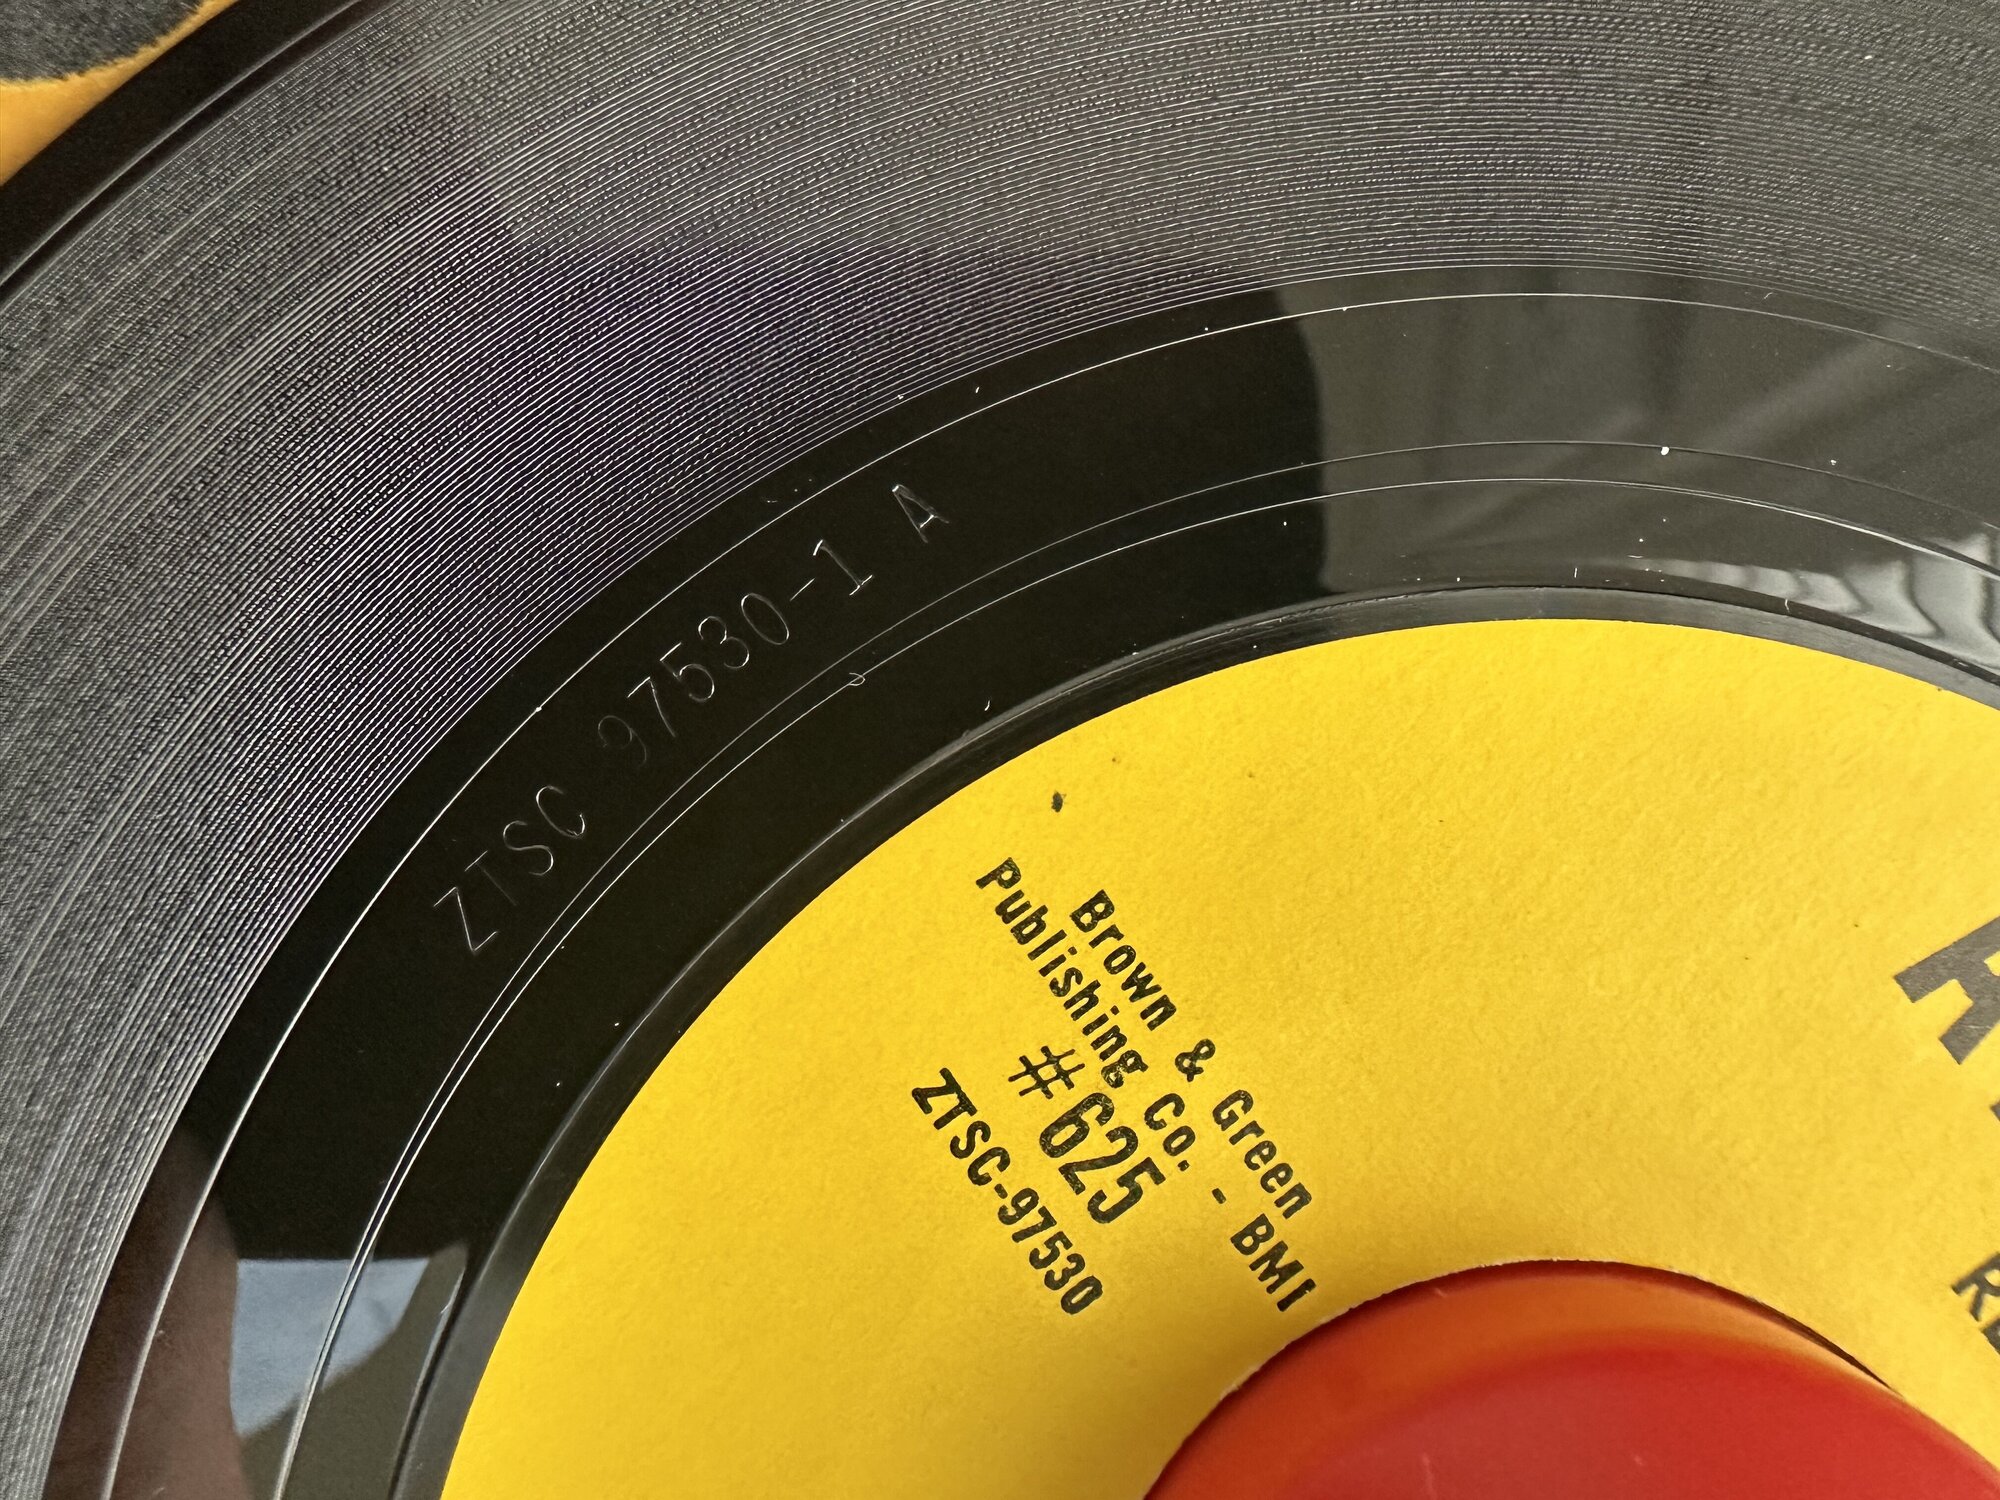 ZTSC 97530-1 A
Brown & Green
Publishing Co. - BMI
#625
ZTSC-97530